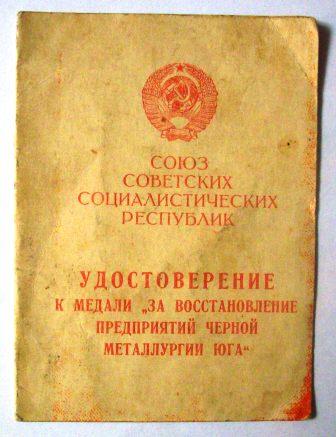 СОЮЗ
СОВЕТСКИХ
СОЦИАЛИСТИЧЕСКИХ
РЕСПУБЛИК
УДОСТОВЕРЕНИЕ
К МЕДАЛИ „ЗА ВОССТАНОВЛЕНИЕ
ПРЕДПРИЯТИЙ ЧЕРНОЙ
МЕТАЛЛУРГИИ ЮГА“